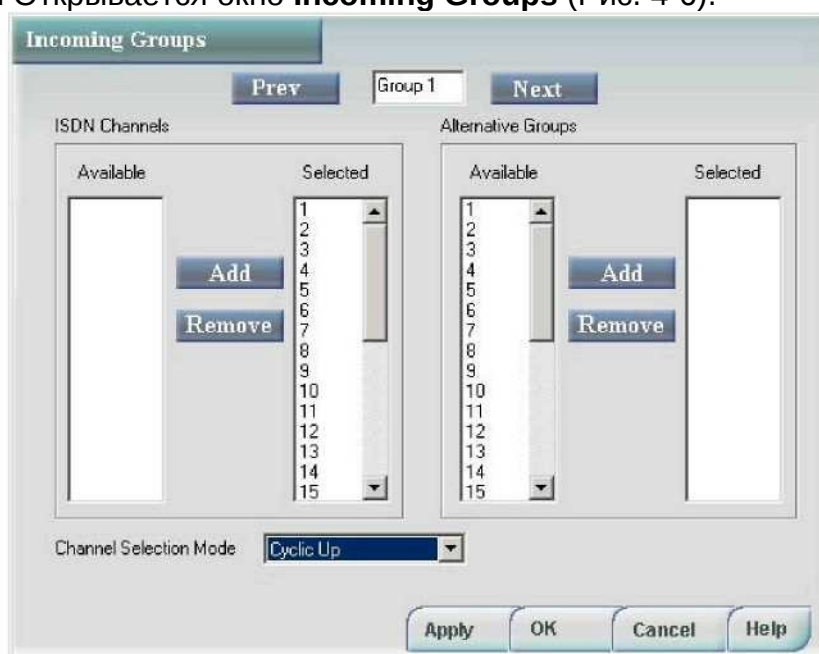 Открывается окно Incoming Groups (Рис. 4-6).
Incoming Groups
Prev Group 1 Next
ISDN Channels Alternative Groups
Available Selected Available Selected
1 1
2 2
3 3
4 4
5 5
6 6
7 7
8 8
9 9
10 10
11 11
12 12
13 13
14 14
15 15
Add Add
Remove Remove
Channel Selection Mode Cyclic Up
Apply OK Cancel Help